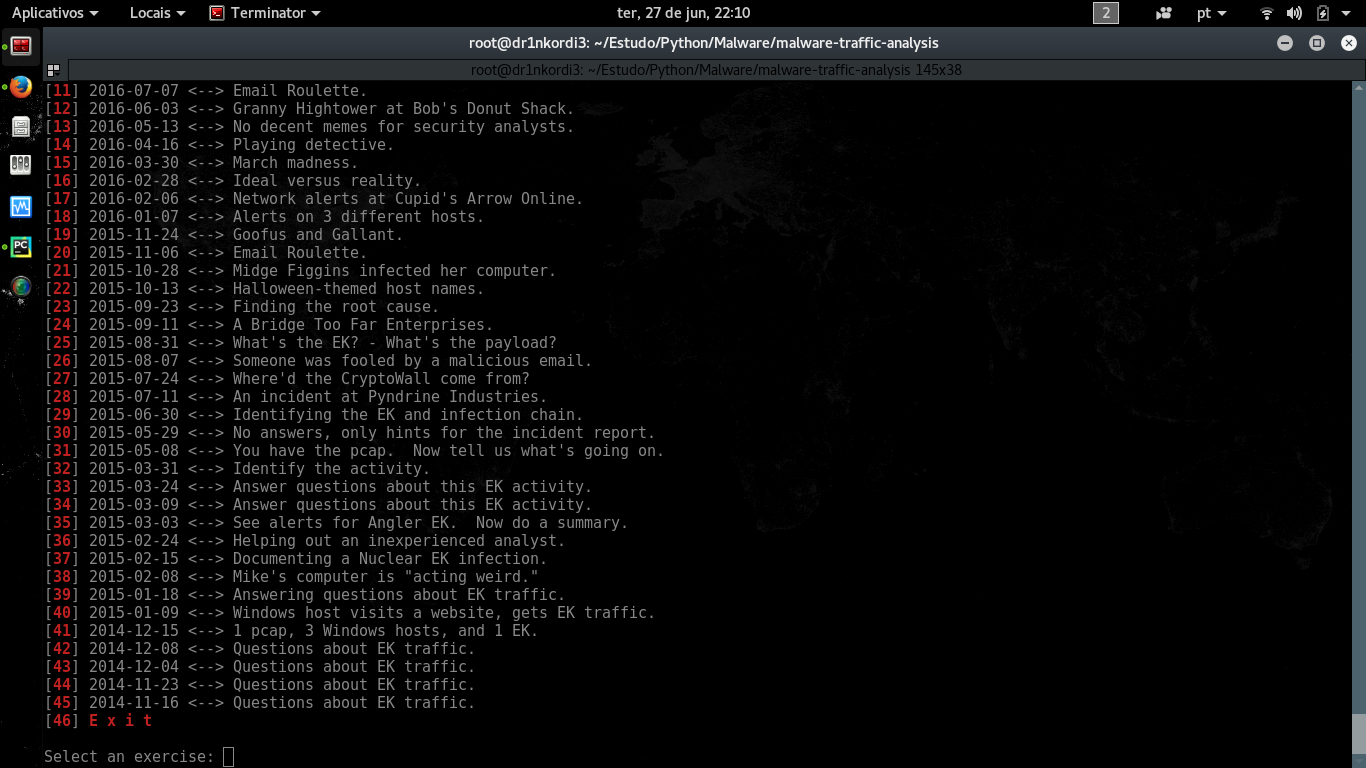 Aplicativos Locais Terminator ter, 27 de jun, 22:10 2 pt
root@dr1nkordi3: ~/Estudo/Python/Malware/malware-traffic-analysis
root@dr1nkordi3: ~/Estudo/Python/Malware/malware-traffic-analysis 145x38
[11] 2016-07-07 <--> Email Roulette.
[12] 2016-06-03 <--> Granny Hightower at Bob's Donut Shack.
[13] 2016-05-13 <--> No decent memes for security analysts.
[14] 2016-04-16 <--> Playing detective.
[15] 2016-03-30 <--> March madness.
[16] 2016-02-28 <--> Ideal versus reality.
[17] 2016-02-06 <--> Network alerts at Cupid's Arrow Online.
[18] 2016-01-07 <--> Alerts on 3 different hosts.
[19] 2015-11-24 <--> Goofus and Gallant.
[20] 2015-11-06 <--> Email Roulette.
[21] 2015-10-28 <--> Midge Figgins infected her computer.
[22] 2015-10-13 <--> Halloween-themed host names.
[23] 2015-09-23 <--> Finding the root cause.
[24] 2015-09-11 <--> A Bridge Too Far Enterprises.
[25] 2015-08-31 <--> What's the EK? - What's the payload?
[26] 2015-08-07 <--> Someone was fooled by a malicious email.
[27] 2015-07-24 <--> Where'd the CryptoWall come from?
[28] 2015-07-11 <--> An incident at Pyndrine Industries.
[29] 2015-06-30 <--> Identifying the EK and infection chain.
[30] 2015-05-29 <--> No answers, only hints for the incident report.
[31] 2015-05-08 <--> You have the pcap.  Now tell us what's going on.
[32] 2015-03-31 <--> Identify the activity.
[33] 2015-03-24 <--> Answer questions about this EK activity.
[34] 2015-03-09 <--> Answer questions about this EK activity.
[35] 2015-03-03 <--> See alerts for Angler EK.  Now do a summary.
[36] 2015-02-24 <--> Helping out an inexperienced analyst.
[37] 2015-02-15 <--> Documenting a Nuclear EK infection.
[38] 2015-02-08 <--> Mike's computer is "acting weird."
[39] 2015-01-18 <--> Answering questions about EK traffic.
[40] 2015-01-09 <--> Windows host visits a website, gets EK traffic.
[41] 2014-12-15 <--> 1 pcap, 3 Windows hosts, and 1 EK.
[42] 2014-12-08 <--> Questions about EK traffic.
[43] 2014-12-04 <--> Questions about EK traffic.
[44] 2014-11-23 <--> Questions about EK traffic.
[45] 2014-11-16 <--> Questions about EK traffic.
[46] E x i t
Select an exercise:
PC